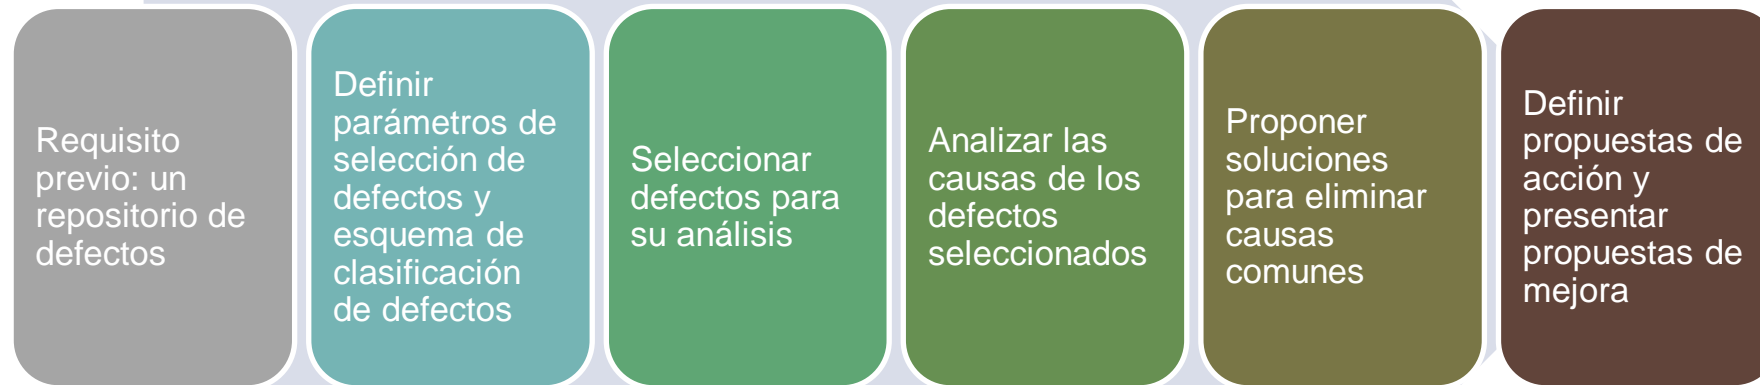 Requisito
previo: un
repositorio de
defectos
Definir
parámetros de
selección de
defectos y
esquema de
clasificación
de defectos
Seleccionar
defectos para
su análisis
Analizar las
causas de los
defectos
seleccionados
Proponer
soluciones
para eliminar
causas
comunes
Definir
propuestas de
acción y
presentar
propuestas de
mejora